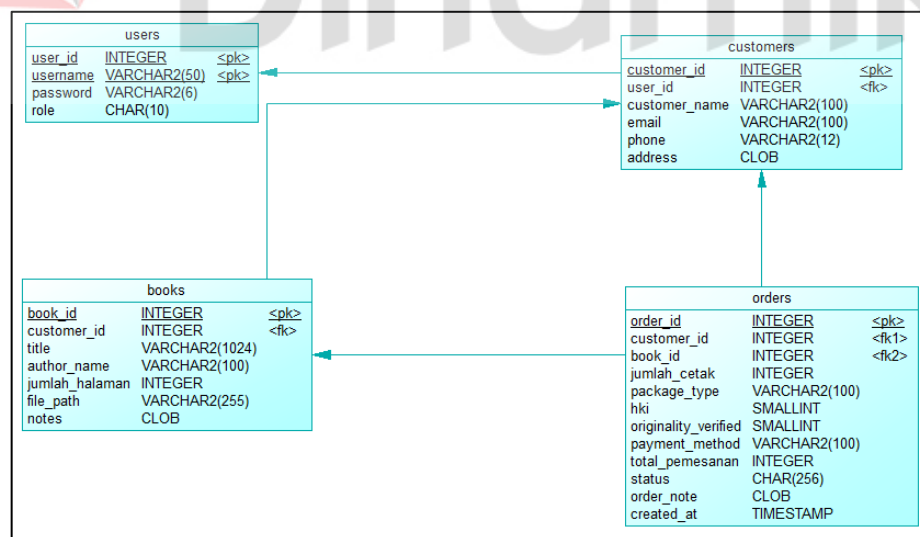 Dinamik
users
user_id INTEGER <pk>
username VARCHAR2(50) <pk>
password VARCHAR2(6)
role CHAR(10)
customers
customer_id INTEGER <pk>
user_id INTEGER <fk>
customer_name VARCHAR2(100)
email VARCHAR2(100)
phone VARCHAR2(12)
address CLOB
books
book_id INTEGER <pk>
customer_id INTEGER <fk>
title VARCHAR2(1024)
author_name VARCHAR2(100)
jumlah_halaman INTEGER
file_path VARCHAR2(255)
notes CLOB
orders
order_id INTEGER <pk>
customer_id INTEGER <fk1>
book_id INTEGER <fk2>
jumlah_cetak INTEGER
package_type VARCHAR2(100)
hki SMALLINT
originality_verified SMALLINT
payment_method VARCHAR2(100)
total_pemesanan INTEGER
status CHAR(256)
order_note CLOB
created_at TIMESTAMP